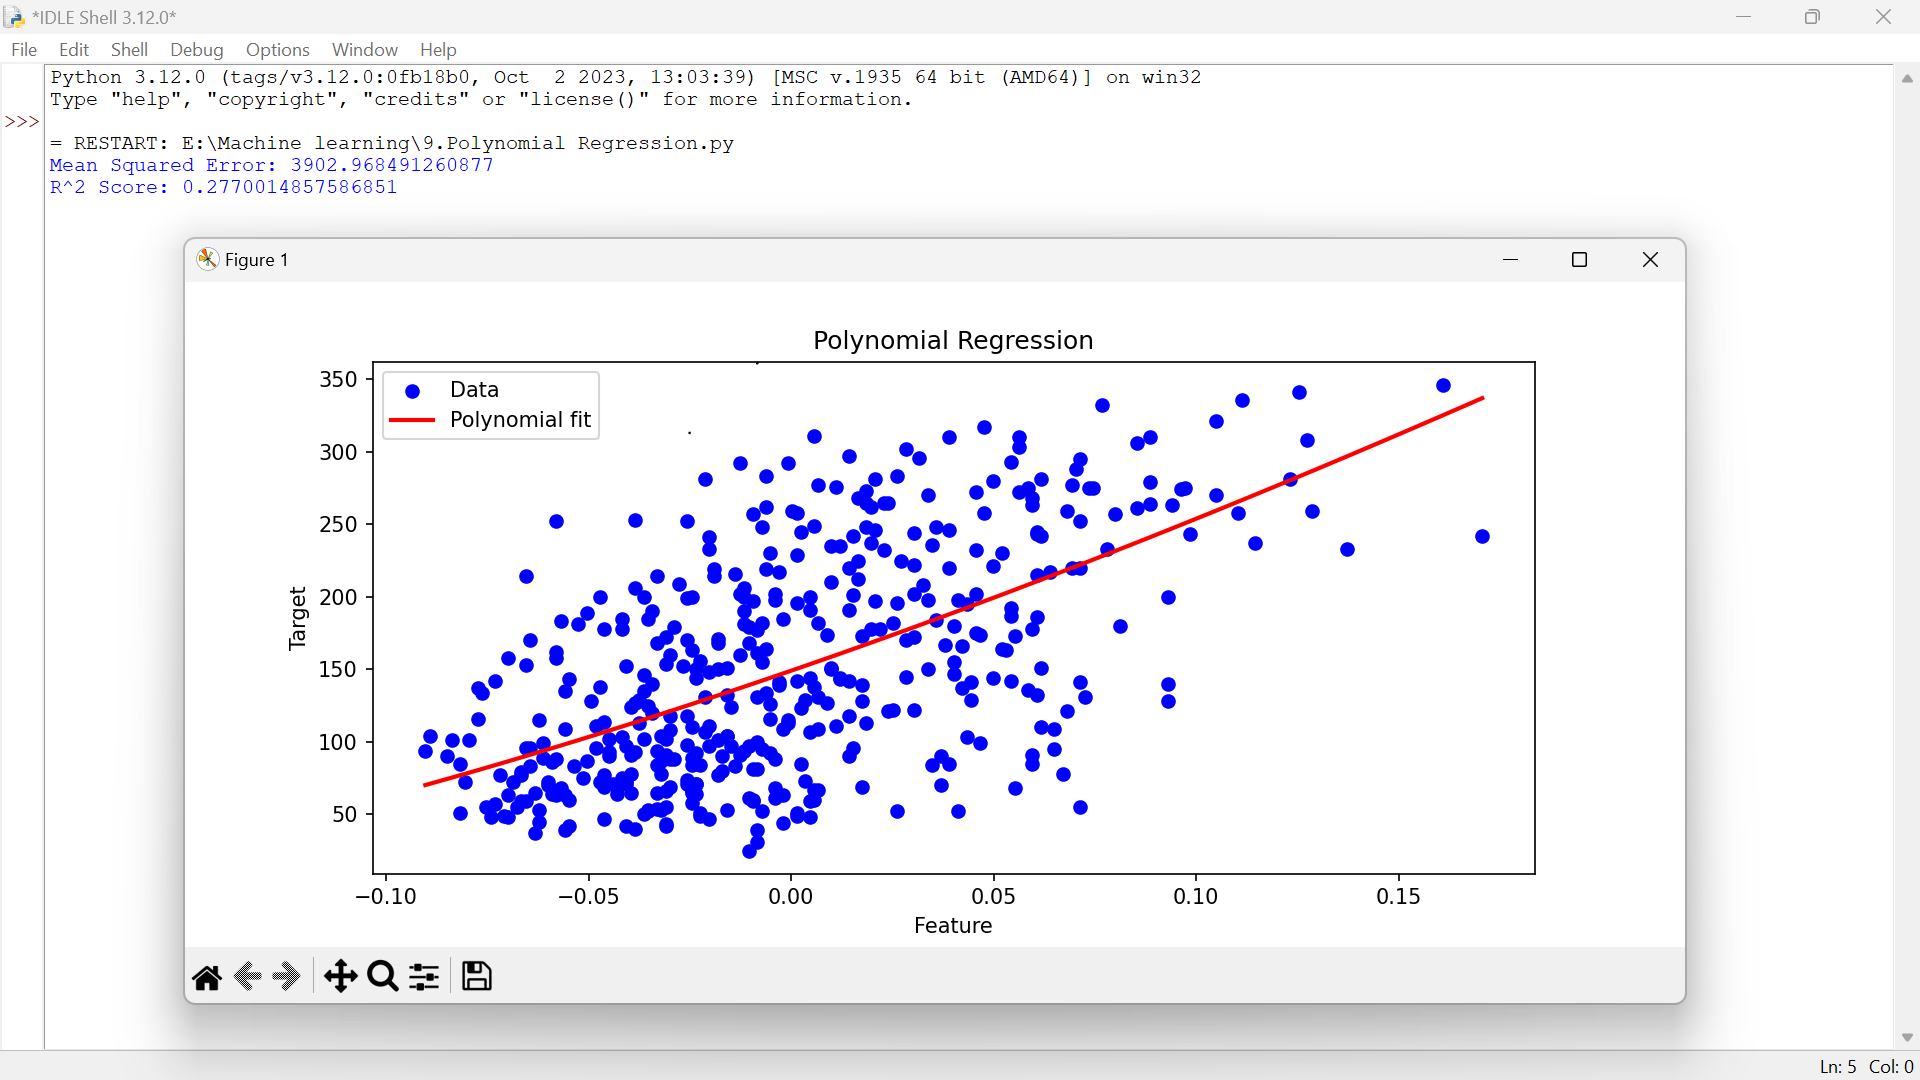 *IDLE Shell 3.12.0*
File Edit Shell Debug Options Window Help
Python 3.12.0 (tags/v3.12.0:0fb18b0, Oct  2 2023, 13:03:39) [MSC v.1935 64 bit (AMD64)] on win32
Type "help", "copyright", "credits" or "license()" for more information.
>>>
= RESTART: E:\Machine learning\9.Polynomial Regression.py
Mean Squared Error: 3902.968491260877
R^2 Score: 0.2770014857586851
Figure 1
Polynomial Regression
Data
Polynomial fit
350
300
250
200
150
100
50
Target
−0.10 −0.05 0.00 0.05 0.10 0.15
Feature
Ln: 5 Col: 0